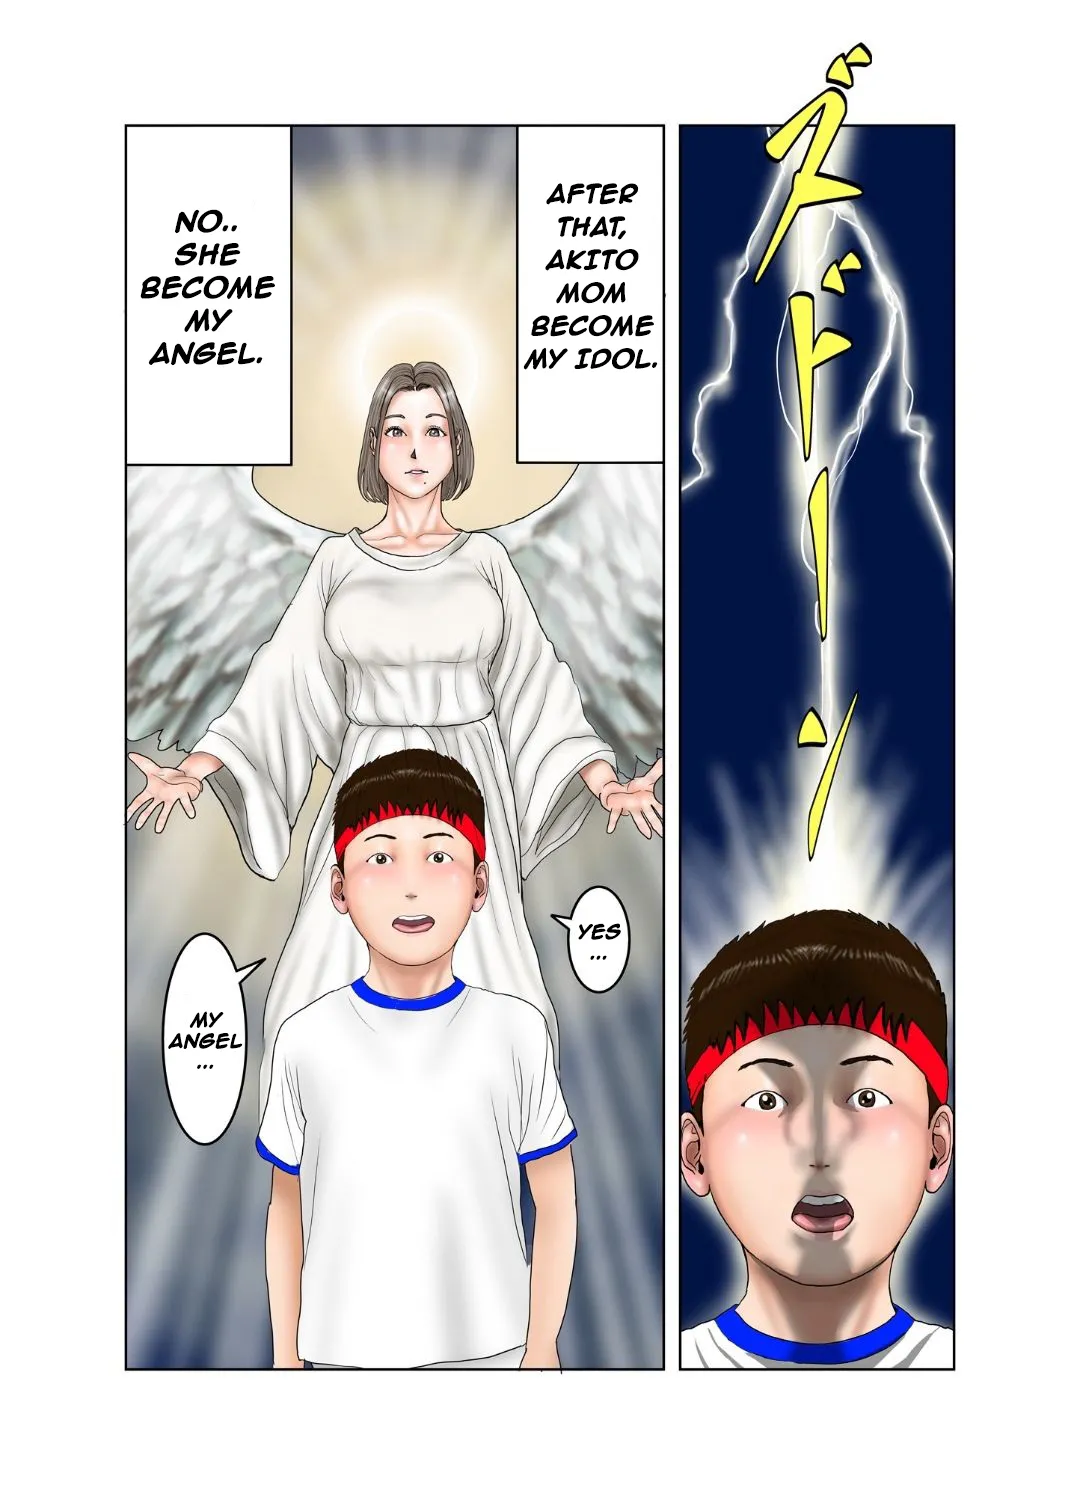 ズドーン
AFTER
THAT,
AKITO
MOM
BECOME
MY IDOL.
NO..
SHE
BECOME
MY
ANGEL.
YES
...
MY
ANGEL
...